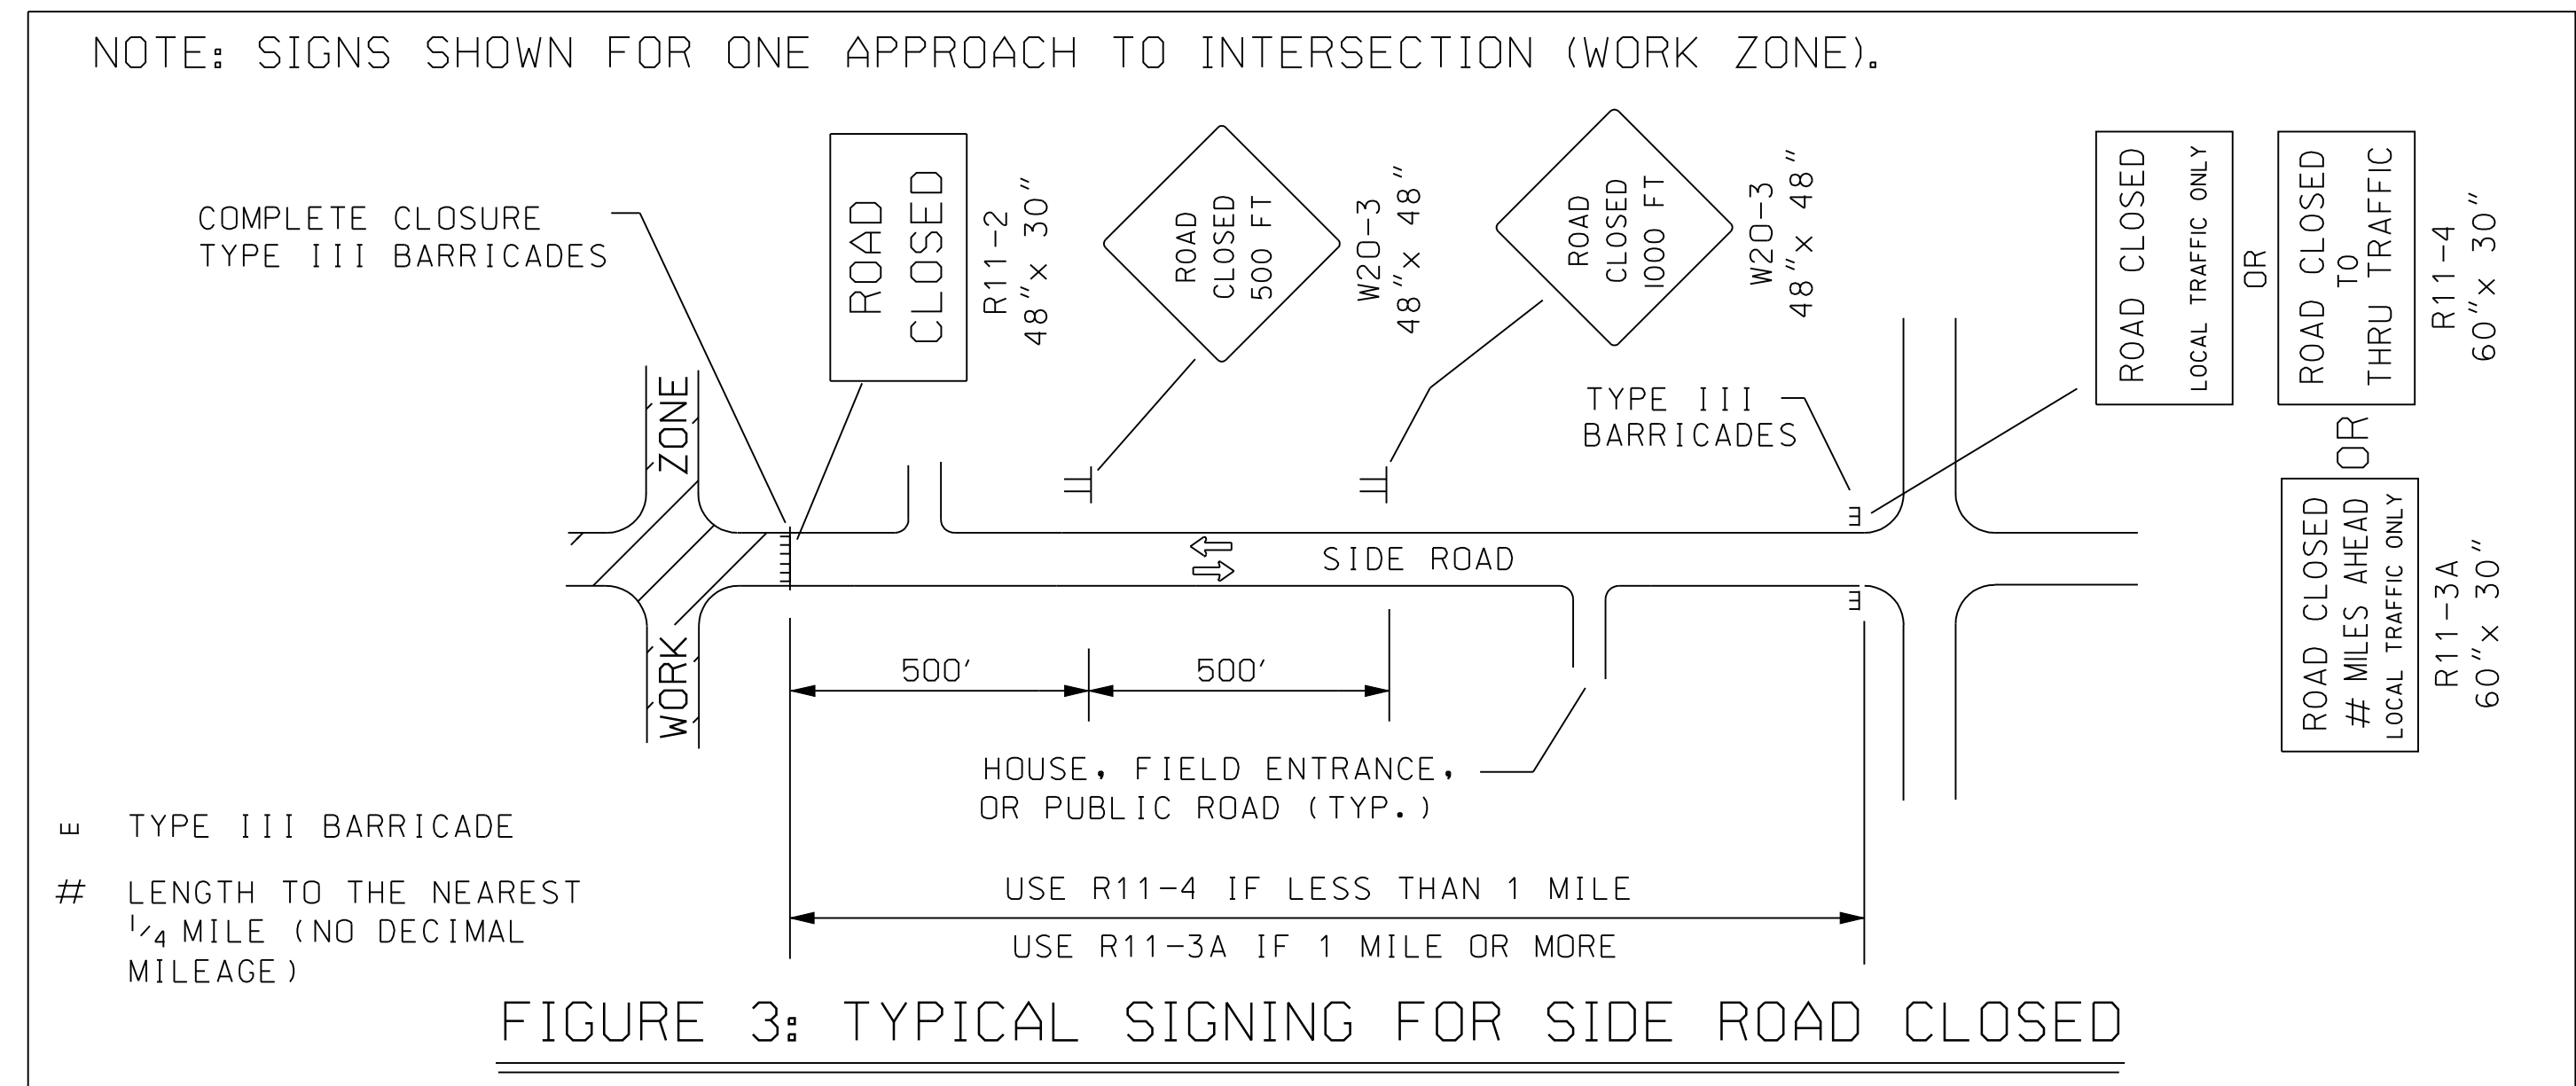 NOTE: SIGNS SHOWN FOR ONE APPROACH TO INTERSECTION (WORK ZONE).
COMPLETE CLOSURE
TYPE III BARRICADES
ROAD
CLOSED
R11-2
48"x 30"
ROAD
CLOSED
500 FT
W20-3
48"x 48"
ROAD
CLOSED
1000 FT
W20-3
48"x 48"
TYPE III
BARRICADES
ROAD CLOSED
LOCAL TRAFFIC ONLY
OR
ROAD CLOSED
TO
THRU TRAFFIC
R11-4
60"x 30"
OR
ROAD CLOSED
# MILES AHEAD
LOCAL TRAFFIC ONLY
R11-3A
60"x 30"
WORK ZONE
SIDE ROAD
500'
500'
HOUSE, FIELD ENTRANCE,
OR PUBLIC ROAD (TYP.)
TYPE III BARRICADE
# LENGTH TO THE NEAREST
1/4 MILE (NO DECIMAL
MILEAGE)
USE R11-4 IF LESS THAN 1 MILE
USE R11-3A IF 1 MILE OR MORE
FIGURE 3: TYPICAL SIGNING FOR SIDE ROAD CLOSED